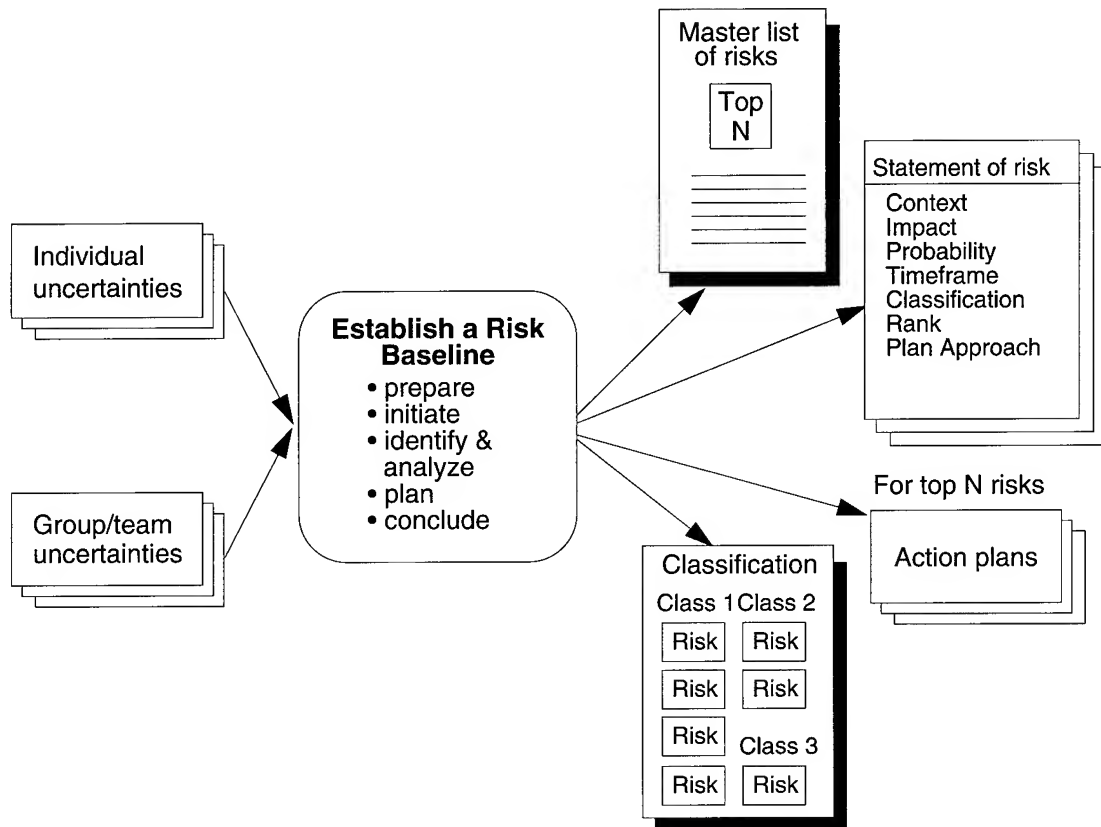 Individual
uncertainties
Group/team
uncertainties
Establish a Risk
Baseline
• prepare
• initiate
• identify &
analyze
• plan
• conclude
Master list
of risks
Top
N
Statement of risk
Context
Impact
Probability
Timeframe
Classification
Rank
Plan Approach
For top N risks
Action plans
Classification
Class 1 Class 2
Risk Risk
Risk Risk
Risk
Class 3
Risk Risk